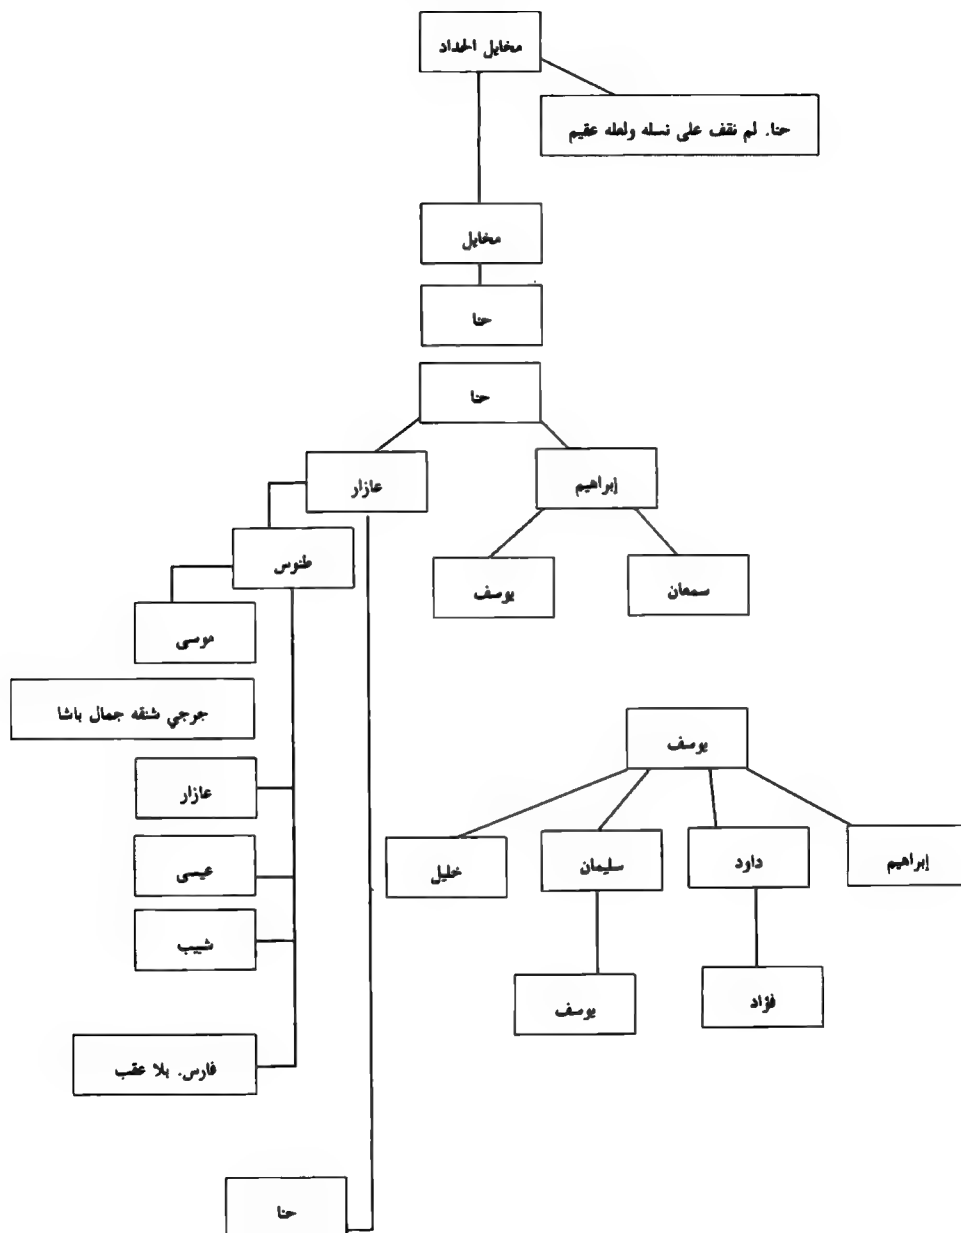 مخايل الحداد
حنا. لم نقف على نسله ولعله عقيم
مخايل
حنا
حنا
إبراهيم
عازار
سمعان
يوسف
طنوس
موسى
جرجي شنقه جمال باشا
عازار
عيسى
شبيب
فارس. بلا عقب
حنا
يوسف
إبراهيم
داود
سليمان
خليل
فؤاد
يوسف